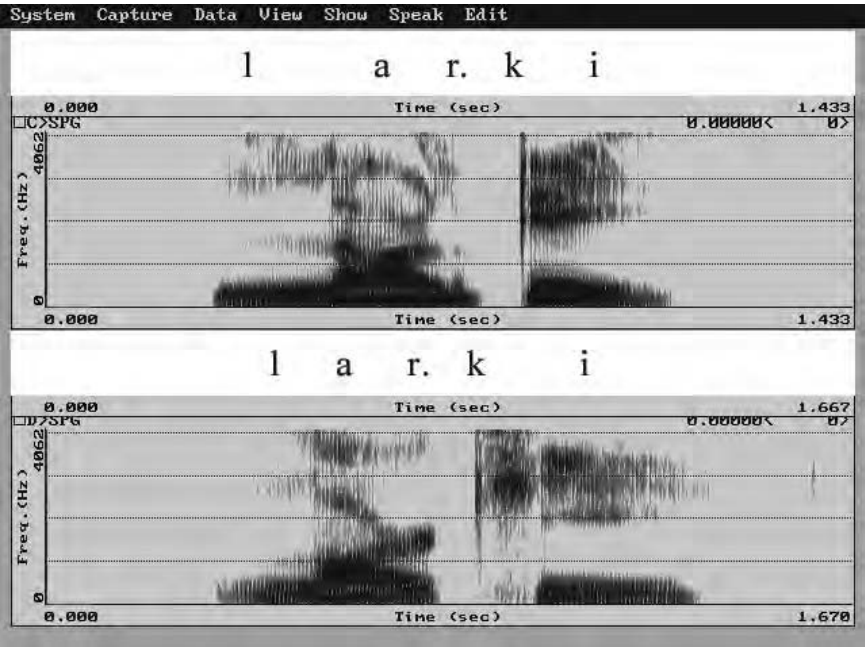 System Capture Data View Show Speak Edit
l a r. k i
0.000 Time (sec) 1.433
□C>SPG 0.00000< 0>
4062
Freq.(Hz)
0
0.000 Time (sec) 1.433
l a r. k i
0.000 Time (sec) 1.667
□D>SPG 0.00000< 0>
4062
Freq.(Hz)
0
0.000 Time (sec) 1.670